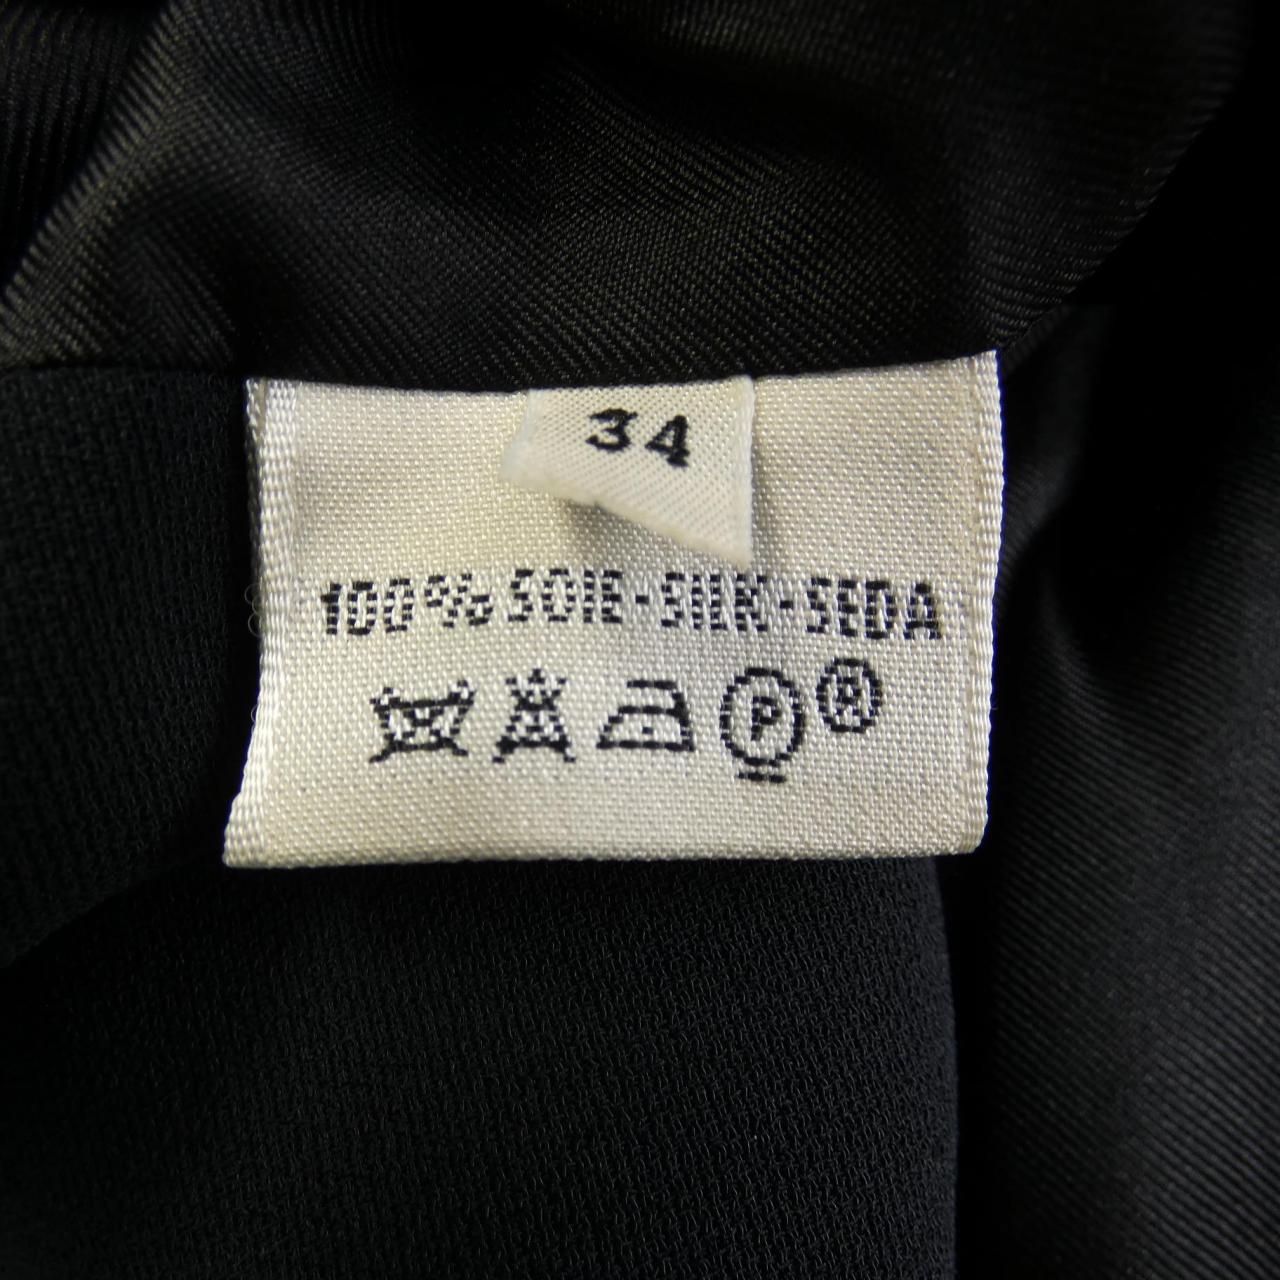 34
100% SOIE - SILK - SEDA
P ®